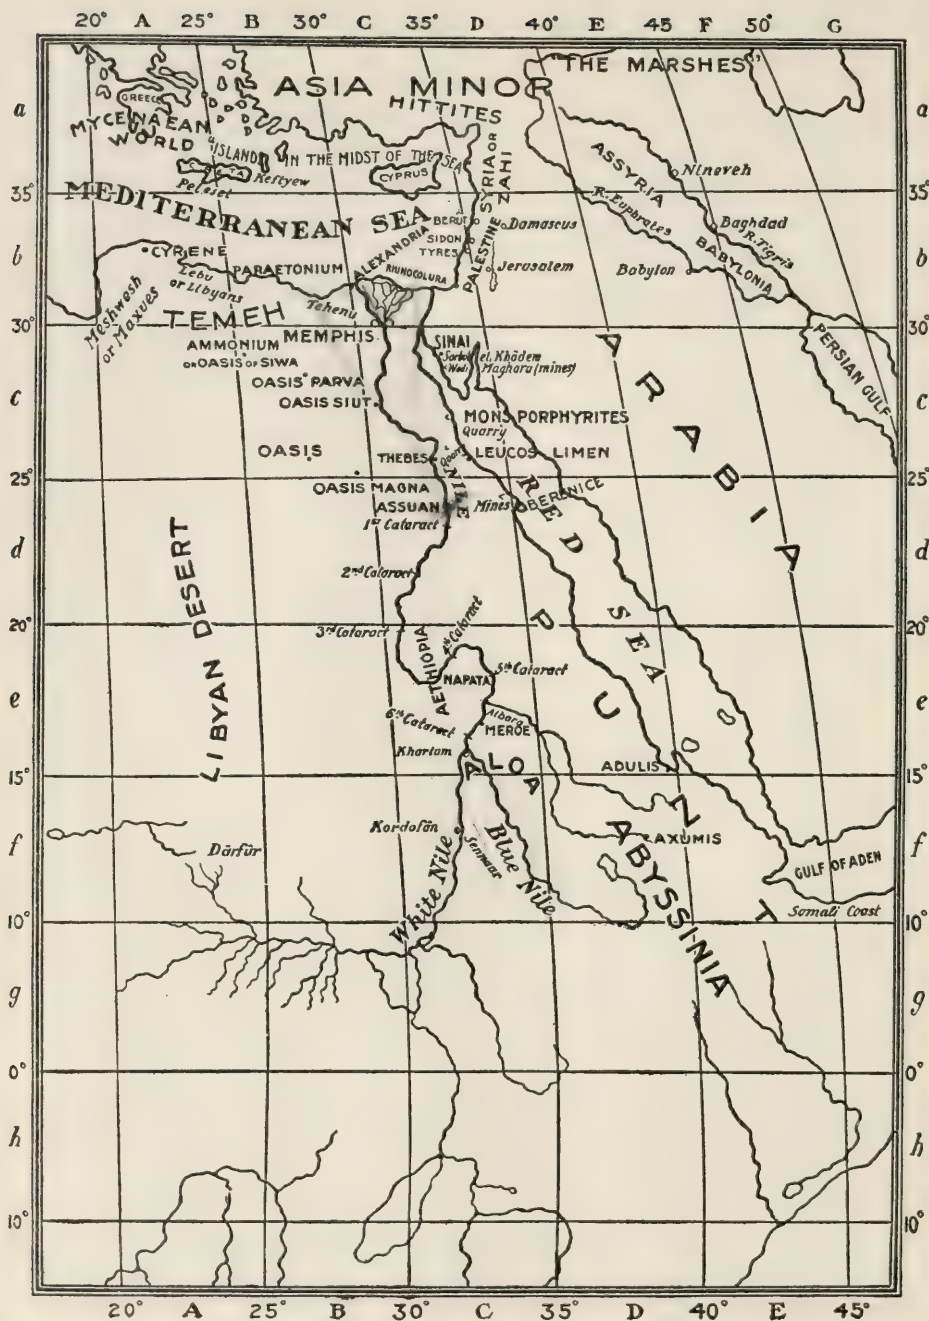 20° A 25° B 30° C 35° D 40° E 45 F 50° G
a
a
"THE MARSHES"
ASIA MINOR
HITTITES
GREECE
MYCENAEAN
WORLD
ISLAND
IN THE MIDST OF THE SEA
Peleset
Keftyew
CYPRUS
SYRIA OR
ZAHI
ASSYRIA
Nineveh
35°
35°
MEDITERRANEAN SEA
BERÛT
Damascus
R. Euphrates
Baghdad
R. Tigris
b
b
CYRENE
Lebu
or Libyans
PARAETONIUM
ALEXANDRIA
SIDON
TYRES
RHINOCOLURA
PALESTINE
Jerusalem
Babylon
BABYLONIA
Meshwesh
or Maxyes
Tehenu
TEMEH
30°
30°
MEMPHIS
AMMONIUM
OR OASIS OF SIWA
SINAI
Sarbût el Khâdem
Wadi Maghara (mines)
PERSIAN GULF
ARABIA
OASIS PARVA
c
c
OASIS SIUT
MONS PORPHYRITES
Quarry
OASIS
THEBES
Quarry
LEUCOS LIMEN
25°
25°
OASIS MAGNA
NILE
ASSUAN
Mines
BERENICE
RED SEA
1st Cataract
d
d
2nd Cataract
LIBYAN DESERT
20°
20°
3rd Cataract
4th Cataract
AETHIOPIA
5th Cataract
NAPATA
PUNT
e
e
6th Cataract
Atbara
MEROE
Khartum
ALOA
ADULIS
15°
15°
Kordofân
Sennaar
f
f
Dârfûr
White Nile
Blue Nile
AXUMIS
ABYSSINIA
GULF OF ADEN
Somali Coast
10°
10°
g
g
0°
0°
h
h
10°
10°
20° A 25° B 30° C 35° D 40° E 45°